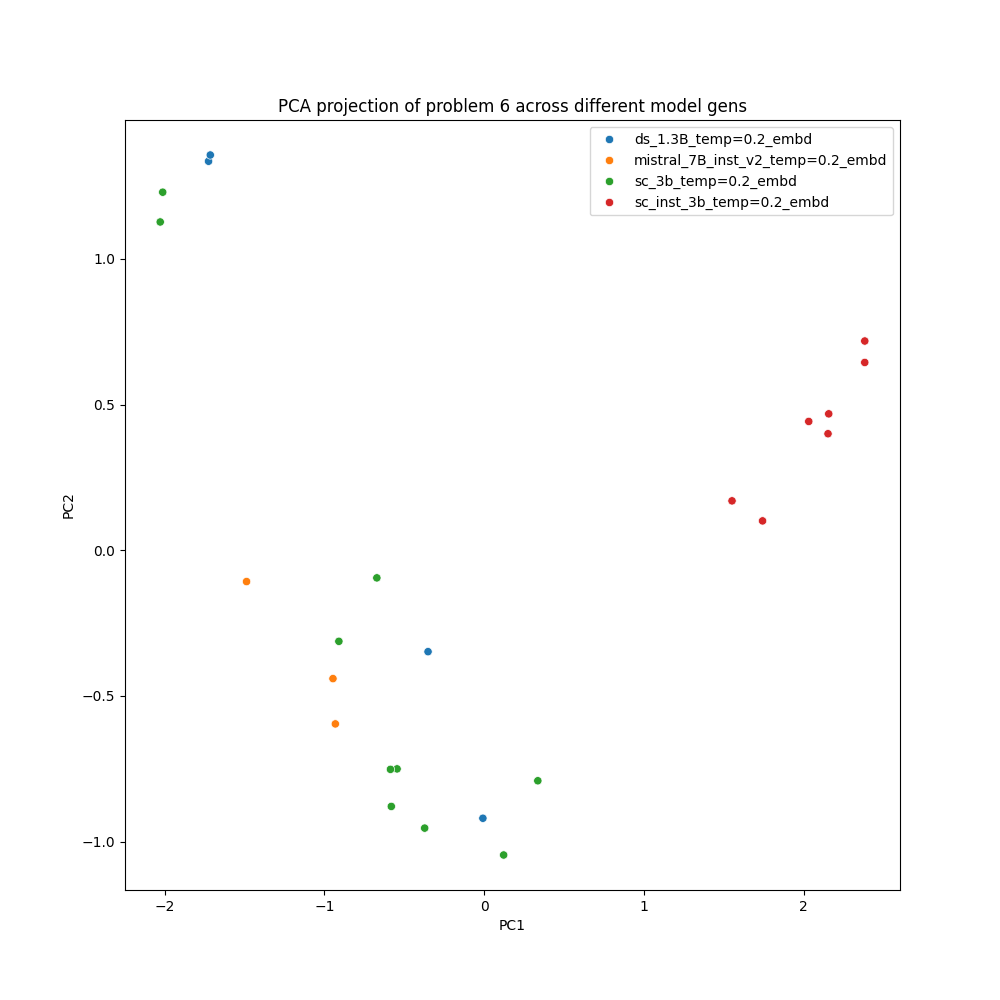 PCA projection of problem 6 across different model gens
ds_1.3B_temp=0.2_embd
mistral_7B_inst_v2_temp=0.2_embd
sc_3b_temp=0.2_embd
sc_inst_3b_temp=0.2_embd
1.0
0.5
0.0
−0.5
−1.0
PC2
−2
−1
0
1
2
PC1